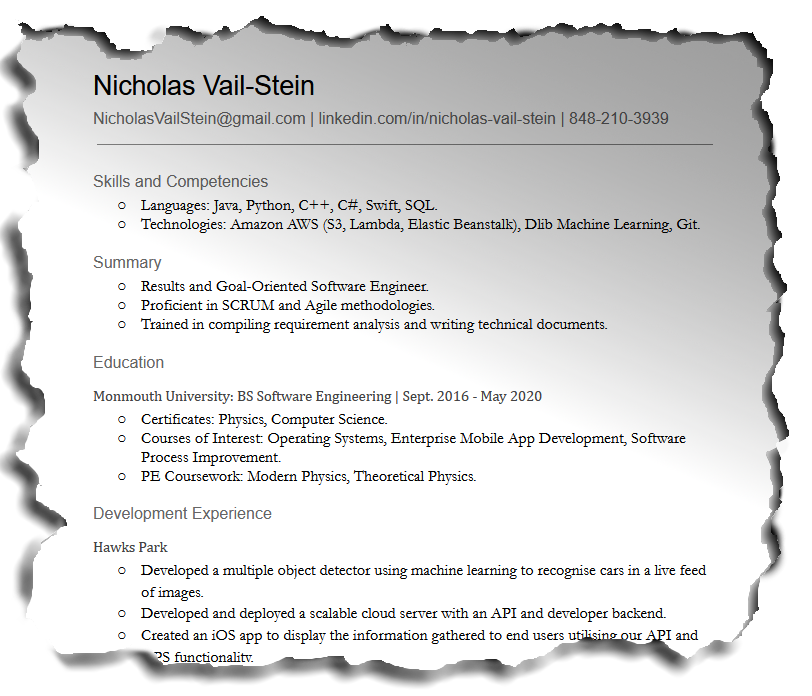 Nicholas Vail-Stein
NicholasVailStein@gmail.com | linkedin.com/in/nicholas-vail-stein | 848-210-3939
Skills and Competencies
○ Languages: Java, Python, C++, C#, Swift, SQL.
○ Technologies: Amazon AWS (S3, Lambda, Elastic Beanstalk), Dlib Machine Learning, Git.
Summary
○ Results and Goal-Oriented Software Engineer.
○ Proficient in SCRUM and Agile methodologies.
○ Trained in compiling requirement analysis and writing technical documents.
Education
Monmouth University: BS Software Engineering | Sept. 2016 - May 2020
○ Certificates: Physics, Computer Science.
○ Courses of Interest: Operating Systems, Enterprise Mobile App Development, Software
Process Improvement.
○ PE Coursework: Modern Physics, Theoretical Physics.
Development Experience
Hawks Park
○ Developed a multiple object detector using machine learning to recognise cars in a live feed
of images.
○ Developed and deployed a scalable cloud server with an API and developer backend.
○ Created an iOS app to display the information gathered to end users utilising our API and
functionality.